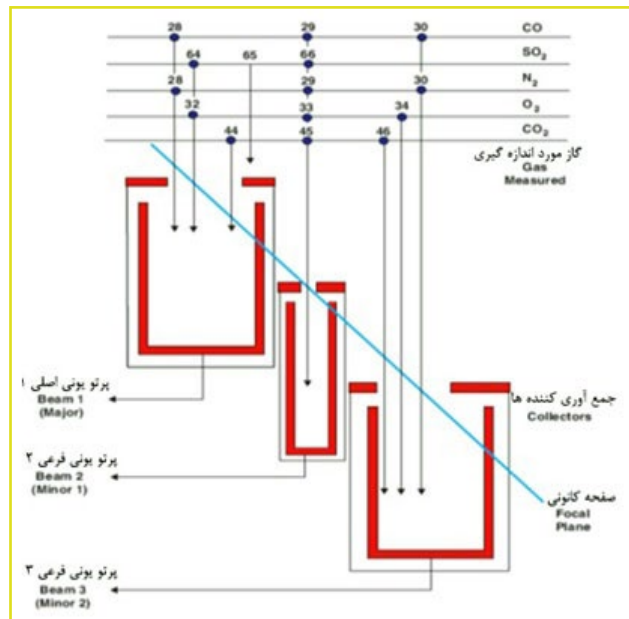 28 29 30 CO
64 65 66 SO2
28 29 30 N2
32 33 34 O2
44 45 46 CO2
گاز مورد اندازه گیری
Gas
Measured
پرتو یونی اصلی ۱
Beam 1
(Major)
جمع آوری کننده ها
Collectors
پرتو یونی فرعی ۲
Beam 2
(Minor 1)
صفحه کانونی
Focal
Plane
پرتو یونی فرعی ۳
Beam 3
(Minor 2)